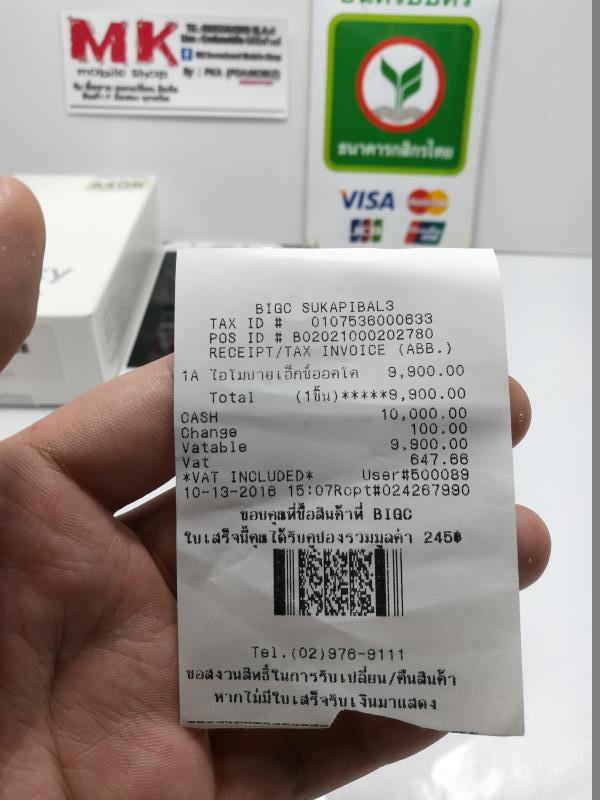 MK
mobile shop
ธนาคารกสิกรไทย
VISA
MasterCard
JCB
BIGC SUKAPIBAL3
TAX ID # 0107536000633
POS ID # B02021000202780
RECEIPT/TAX INVOICE (ABB.)
1A ไอโมบายเอ็กซ์ออคโค 9,900.00
Total (1ชิ้น)*****9,900.00
CASH 10,000.00
Change 100.00
Vatable 9,900.00
Vat 647.66
*VAT INCLUDED* User#500089
10-13-2016 15:07Rcpt#024267990
ขอบคุณที่ซื้อสินค้าที่ BIGC
ใบเสร็จนี้คุณได้รับคูปองรวมมูลค่า 245฿
Tel.(02)976-9111
ขอสงวนสิทธิ์ในการรับเปลี่ยน/คืนสินค้า
หากไม่มีใบเสร็จรับเงินมาแสดง